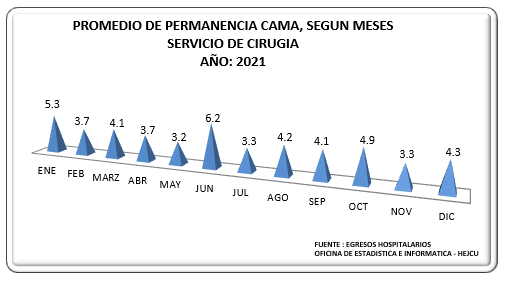 PROMEDIO DE PERMANENCIA CAMA, SEGUN MESES
SERVICIO DE CIRUGIA
AÑO: 2021
5.3 3.7 4.1 3.7 3.2 6.2 3.3 4.2 4.1 4.9 3.3 4.3
ENE FEB MARZ ABR MAY JUN JUL AGO SEP OCT NOV DIC
FUENTE : EGRESOS HOSPITALARIOS
OFICINA DE ESTADISTICA E INFORMATICA - HEJCU